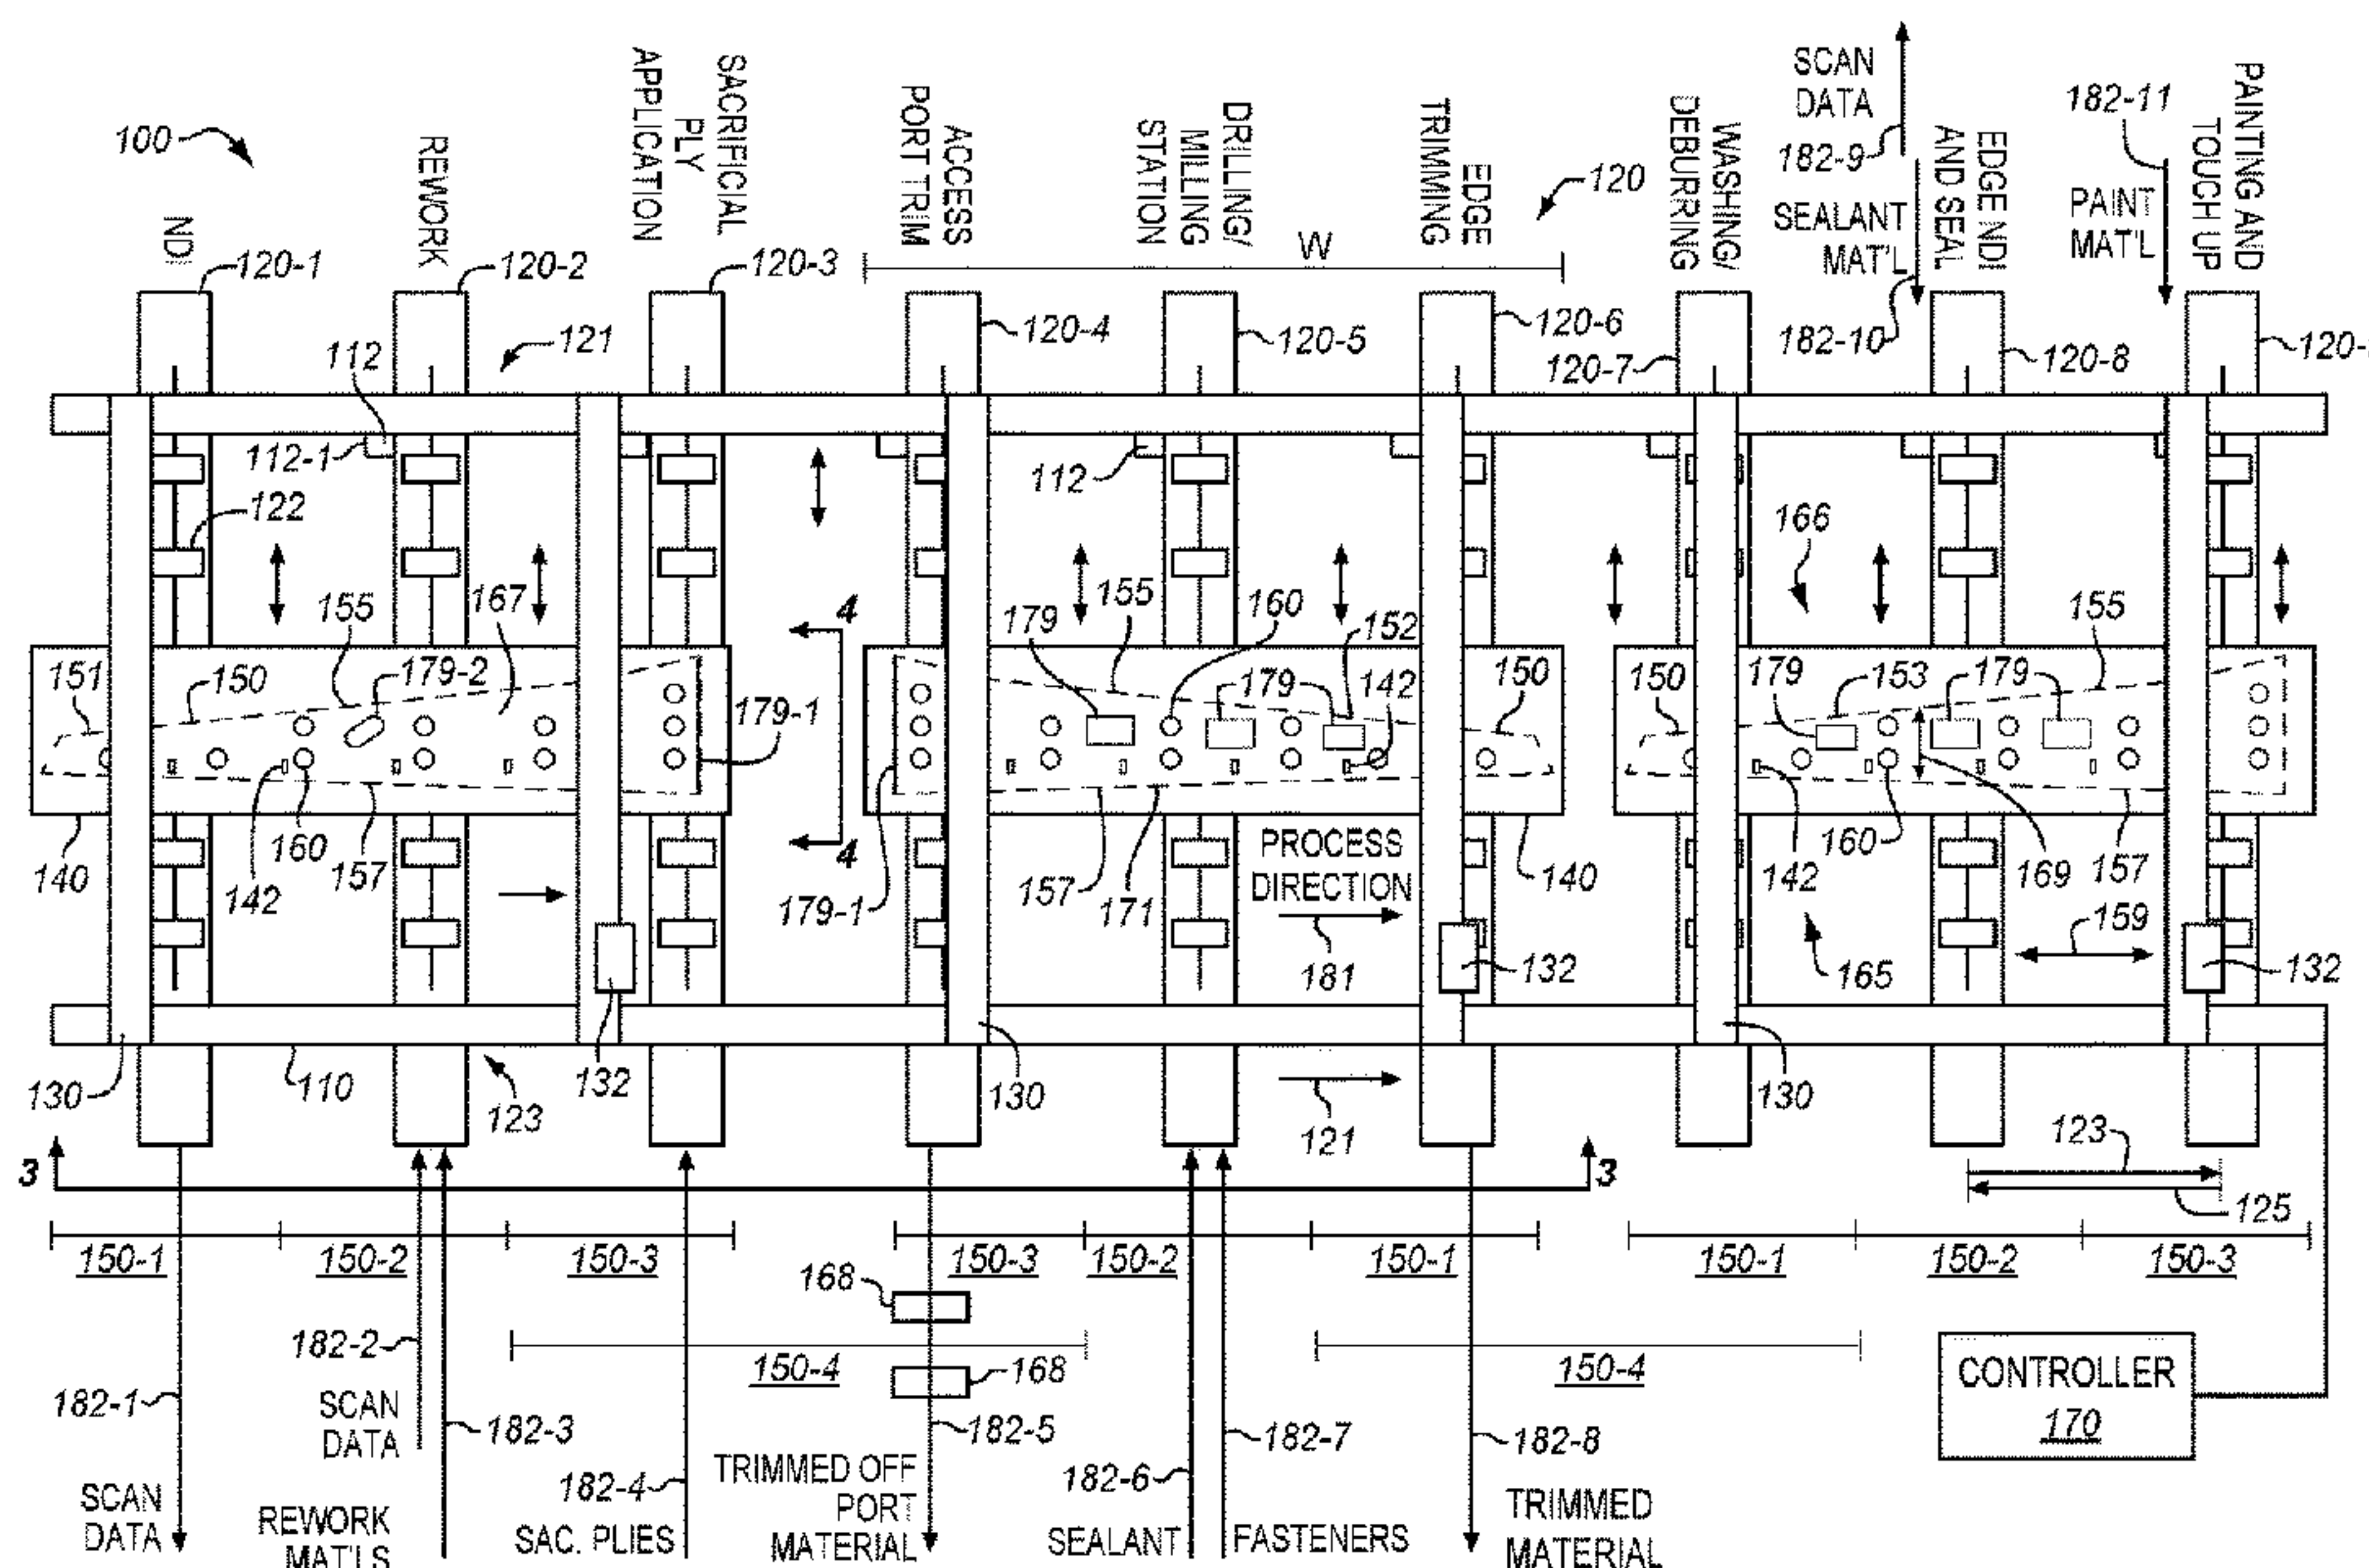 100
NDI
120-1
REWORK
120-2
SACRIFICIAL
PLY
APPLICATION
120-3
ACCESS
PORT TRIM
120-4
DRILLING/
MILLING
STATION
120-5
EDGE
TRIMMING
120-6
120
W
WASHING/
DEBURRING
120-7
SCAN
DATA
182-9
SEALANT
MAT'L
182-10
EDGE NDI
AND SEAL
120-8
182-11
PAINT
MAT'L
PAINTING AND
TOUCH UP
120-
121
112
112-1
112
122
155
167
4
155
160
152
166
155
151
150
179-2
179-1
179
179
142
150
150
179
153
179
140
142
160
157
4
179-1
157
171
PROCESS
DIRECTION
181
140
160
142
169
157
159
165
132
132
130
110
123
132
130
121
130
123
125
3
3
150-1
150-2
150-3
150-3
150-2
150-1
150-1
150-2
150-3
168
168
150-4
150-4
182-1
182-2
SCAN
DATA
182-3
182-4
182-5
182-6
182-7
182-8
SCAN
DATA
REWORK
MAT'LS
SAC. PLIES
TRIMMED OFF
PORT
MATERIAL
SEALANT
FASTENERS
TRIMMED
MATERIAL
CONTROLLER
170